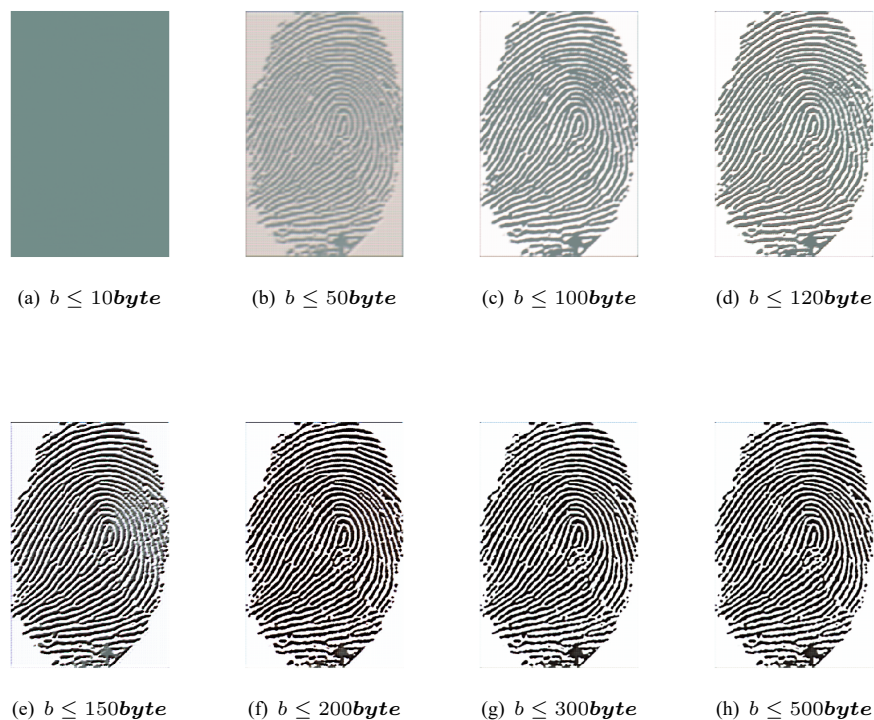 (a) b ≤ 10byte
(b) b ≤ 50byte
(c) b ≤ 100byte
(d) b ≤ 120byte
(e) b ≤ 150byte
(f) b ≤ 200byte
(g) b ≤ 300byte
(h) b ≤ 500byte